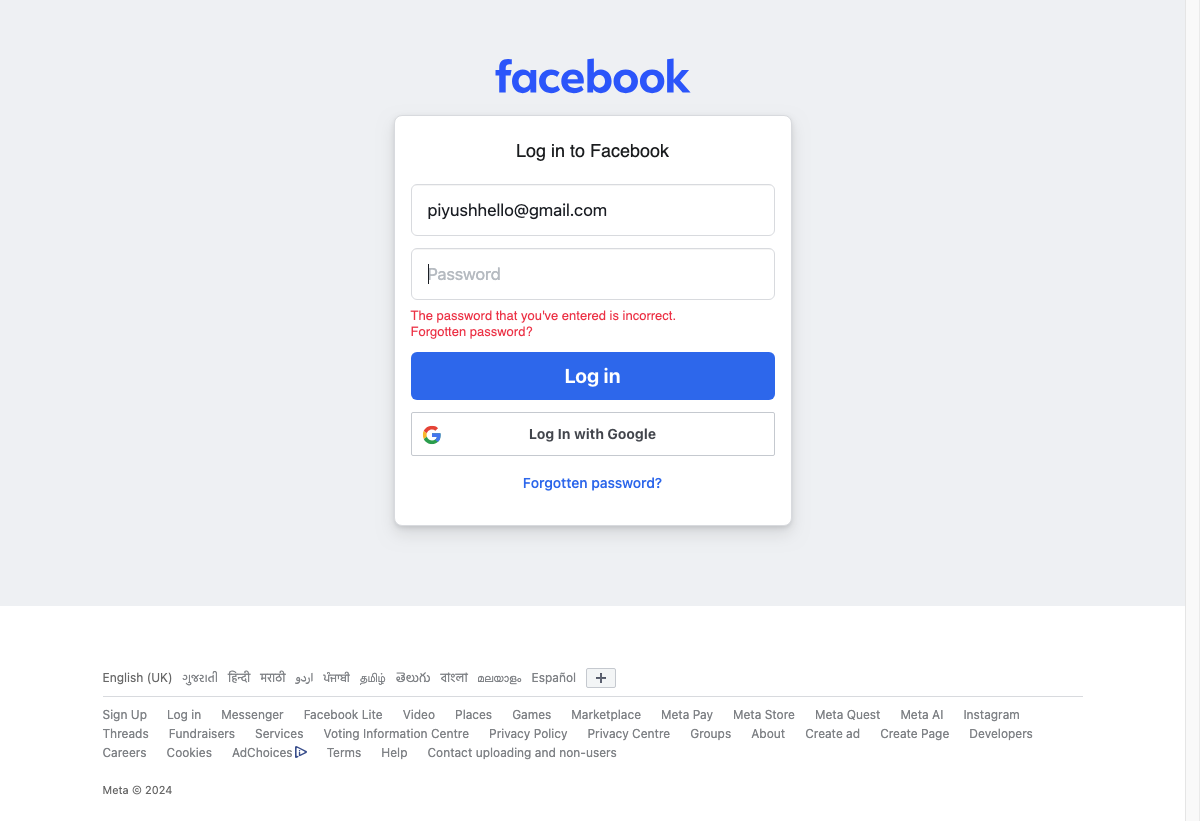 facebook
Log in to Facebook
piyushhello@gmail.com
Password
The password that you've entered is incorrect.
Forgotten password?
Log in
Log In with Google
Forgotten password?
English (UK) ગુજરાતી हिन्दी मराठी اردو ਪੰਜਾਬੀ தமிழ் తెలుగు বাংলা മലയാളം Español +
Sign Up Log in Messenger Facebook Lite Video Places Games Marketplace Meta Pay Meta Store Meta Quest Meta AI Instagram
Threads Fundraisers Services Voting Information Centre Privacy Policy Privacy Centre Groups About Create ad Create Page Developers
Careers Cookies AdChoices Terms Help Contact uploading and non-users
Meta © 2024